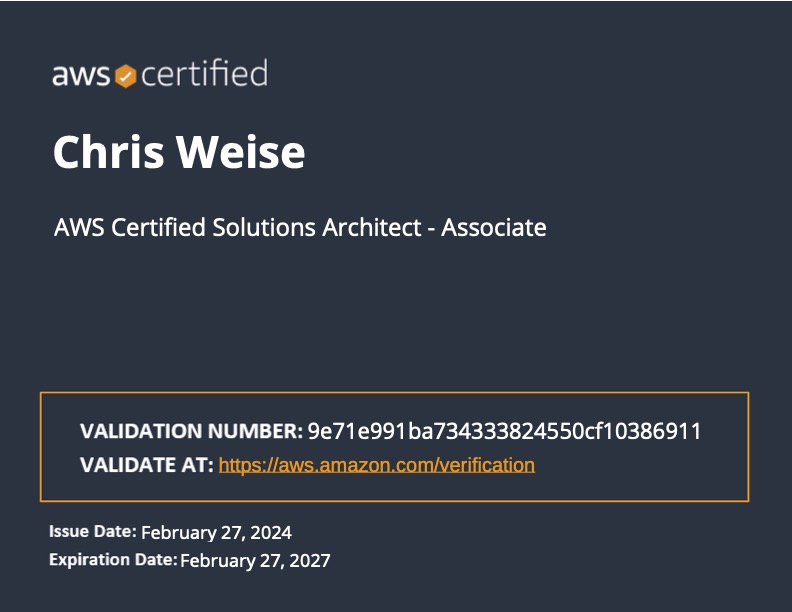 aws certified
Chris Weise
AWS Certified Solutions Architect - Associate
VALIDATION NUMBER: 9e71e991ba734333824550cf10386911
VALIDATE AT: https://aws.amazon.com/verification
Issue Date: February 27, 2024
Expiration Date: February 27, 2027